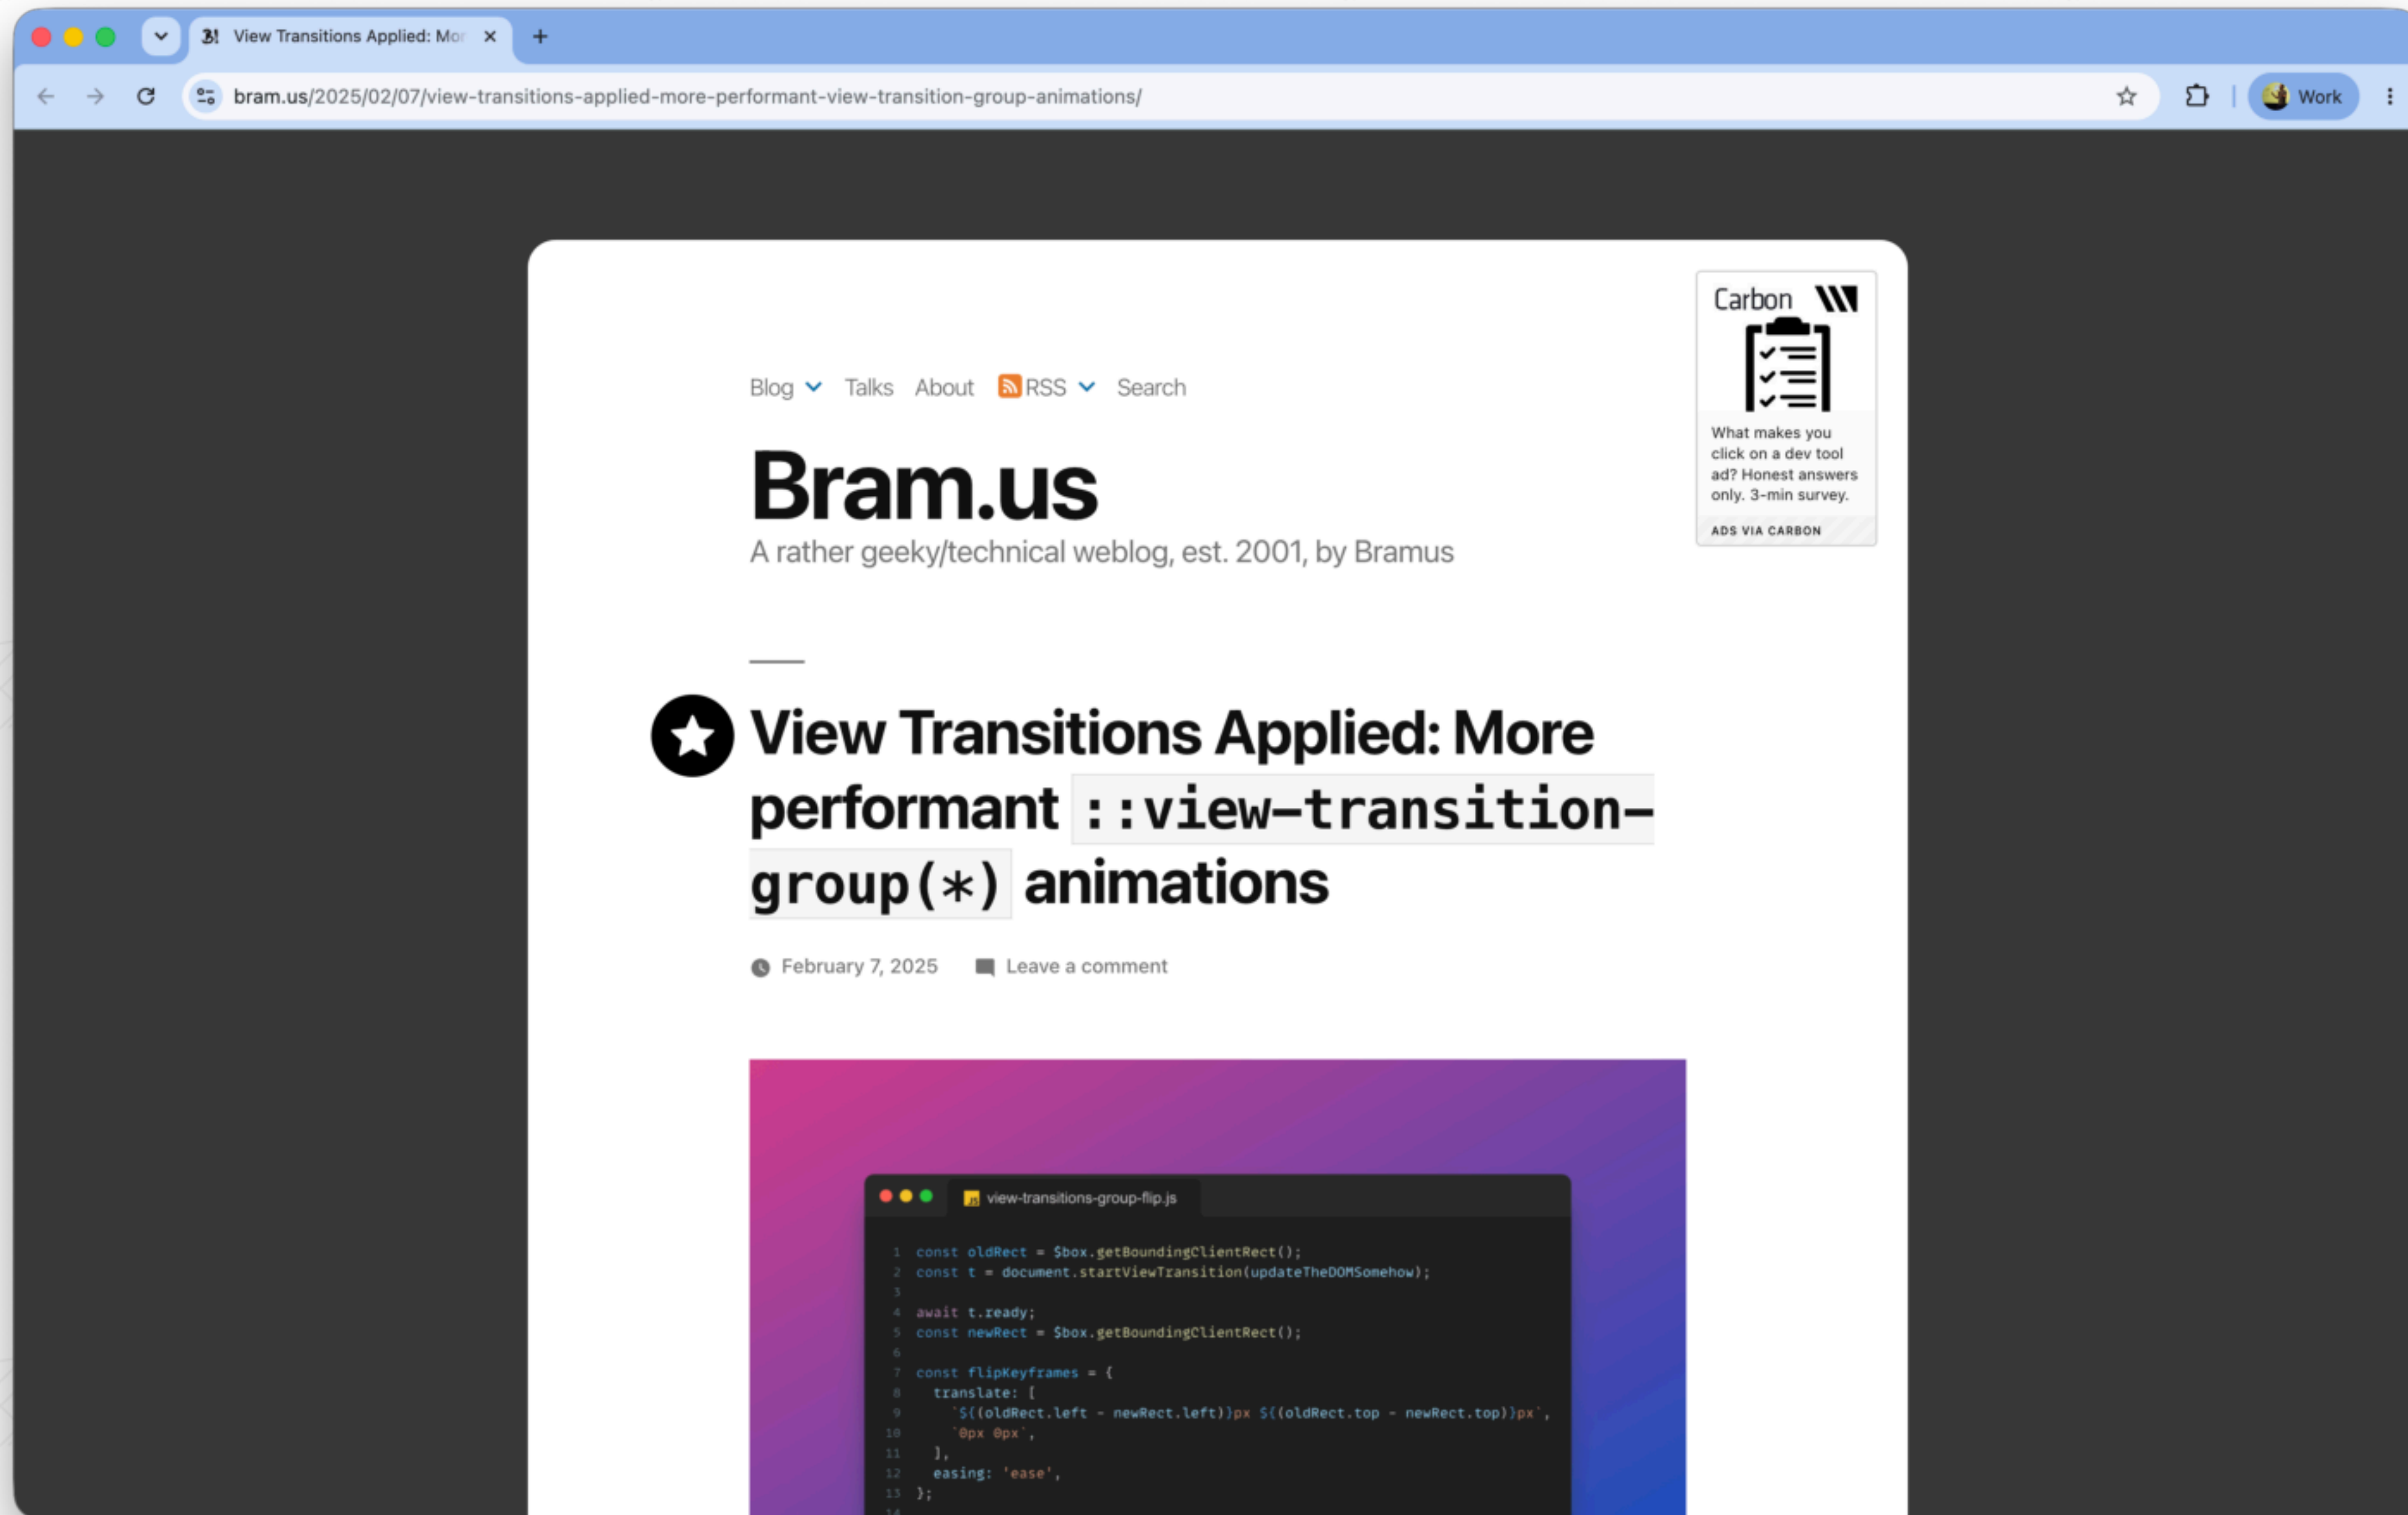 View Transitions Applied: Mor
bram.us/2025/02/07/view-transitions-applied-more-performant-view-transition-group-animations/
Work
Carbon
What makes you
click on a dev tool
ad? Honest answers
only. 3-min survey.
ADS VIA CARBON
Blog Talks About RSS Search
Bram.us
A rather geeky/technical weblog, est. 2001, by Bramus
View Transitions Applied: More
performant ::view-transition-
group(*) animations
February 7, 2025 Leave a comment
JS view-transitions-group-flip.js
1 const oldRect = $box.getBoundingClientRect();
2 const t = document.startViewTransition(updateTheDOMSomehow);
3
4 await t.ready;
5 const newRect = $box.getBoundingClientRect();
6
7 const flipKeyframes = {
8 translate: [
9 `${(oldRect.left - newRect.left)}px ${(oldRect.top - newRect.top)}px`,
10 `0px 0px`,
11 ],
12 easing: 'ease',
13 };
14